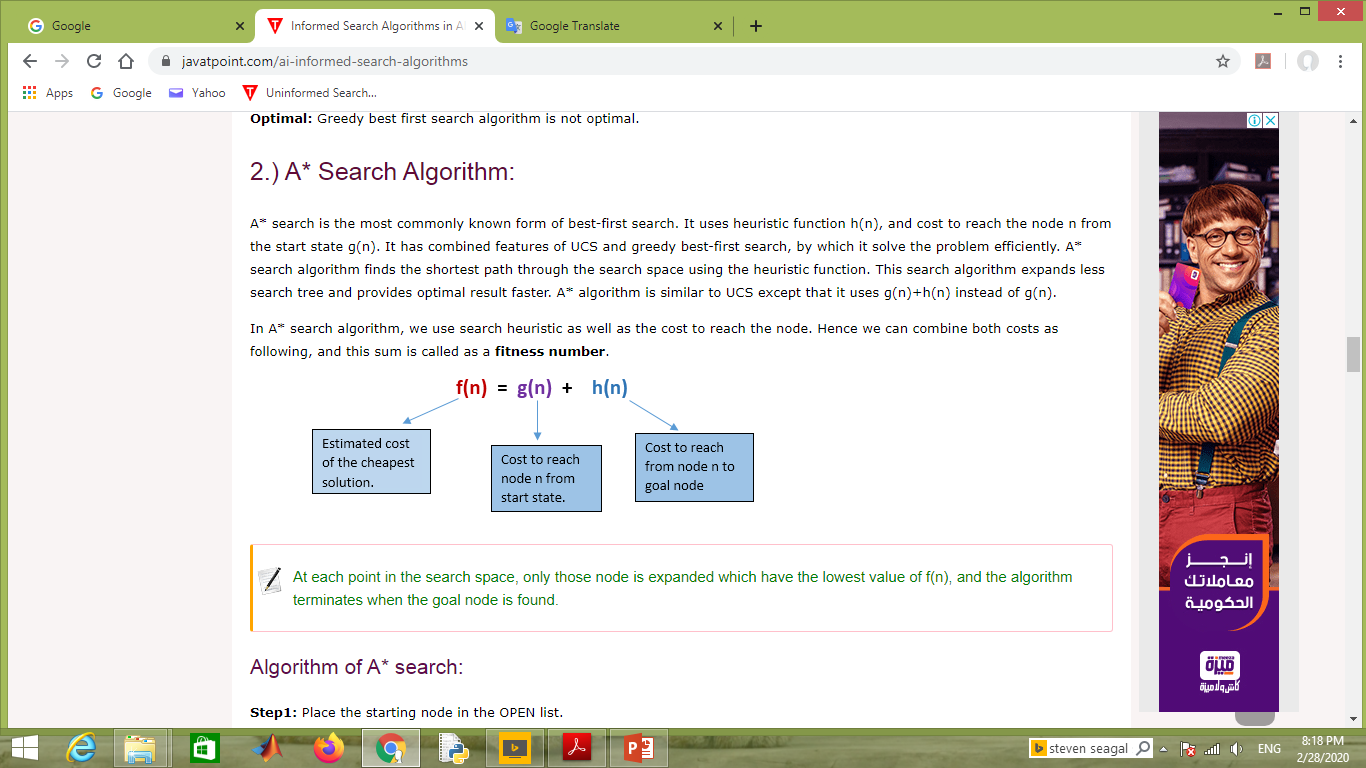 Google
Informed Search Algorithms in A
Google Translate
javatpoint.com/ai-informed-search-algorithms
Apps
Google
Yahoo
Uninformed Search...
Optimal: Greedy best first search algorithm is not optimal.
2.) A* Search Algorithm:
A* search is the most commonly known form of best-first search. It uses heuristic function h(n), and cost to reach the node n from
the start state g(n). It has combined features of UCS and greedy best-first search, by which it solve the problem efficiently. A*
search algorithm finds the shortest path through the search space using the heuristic function. This search algorithm expands less
search tree and provides optimal result faster. A* algorithm is similar to UCS except that it uses g(n)+h(n) instead of g(n).
In A* search algorithm, we use search heuristic as well as the cost to reach the node. Hence we can combine both costs as
following, and this sum is called as a fitness number.
f(n) = g(n) + h(n)
Estimated cost
of the cheapest
solution.
Cost to reach
node n from
start state.
Cost to reach
from node n to
goal node
At each point in the search space, only those node is expanded which have the lowest value of f(n), and the algorithm
terminates when the goal node is found.
Algorithm of A* search:
Step1: Place the starting node in the OPEN list.
إنجــــز
معاملاتك
الحكومية
meeza
ميزة
كاش ولا ميزة
steven seagal
ENG
8:18 PM
2/28/2020